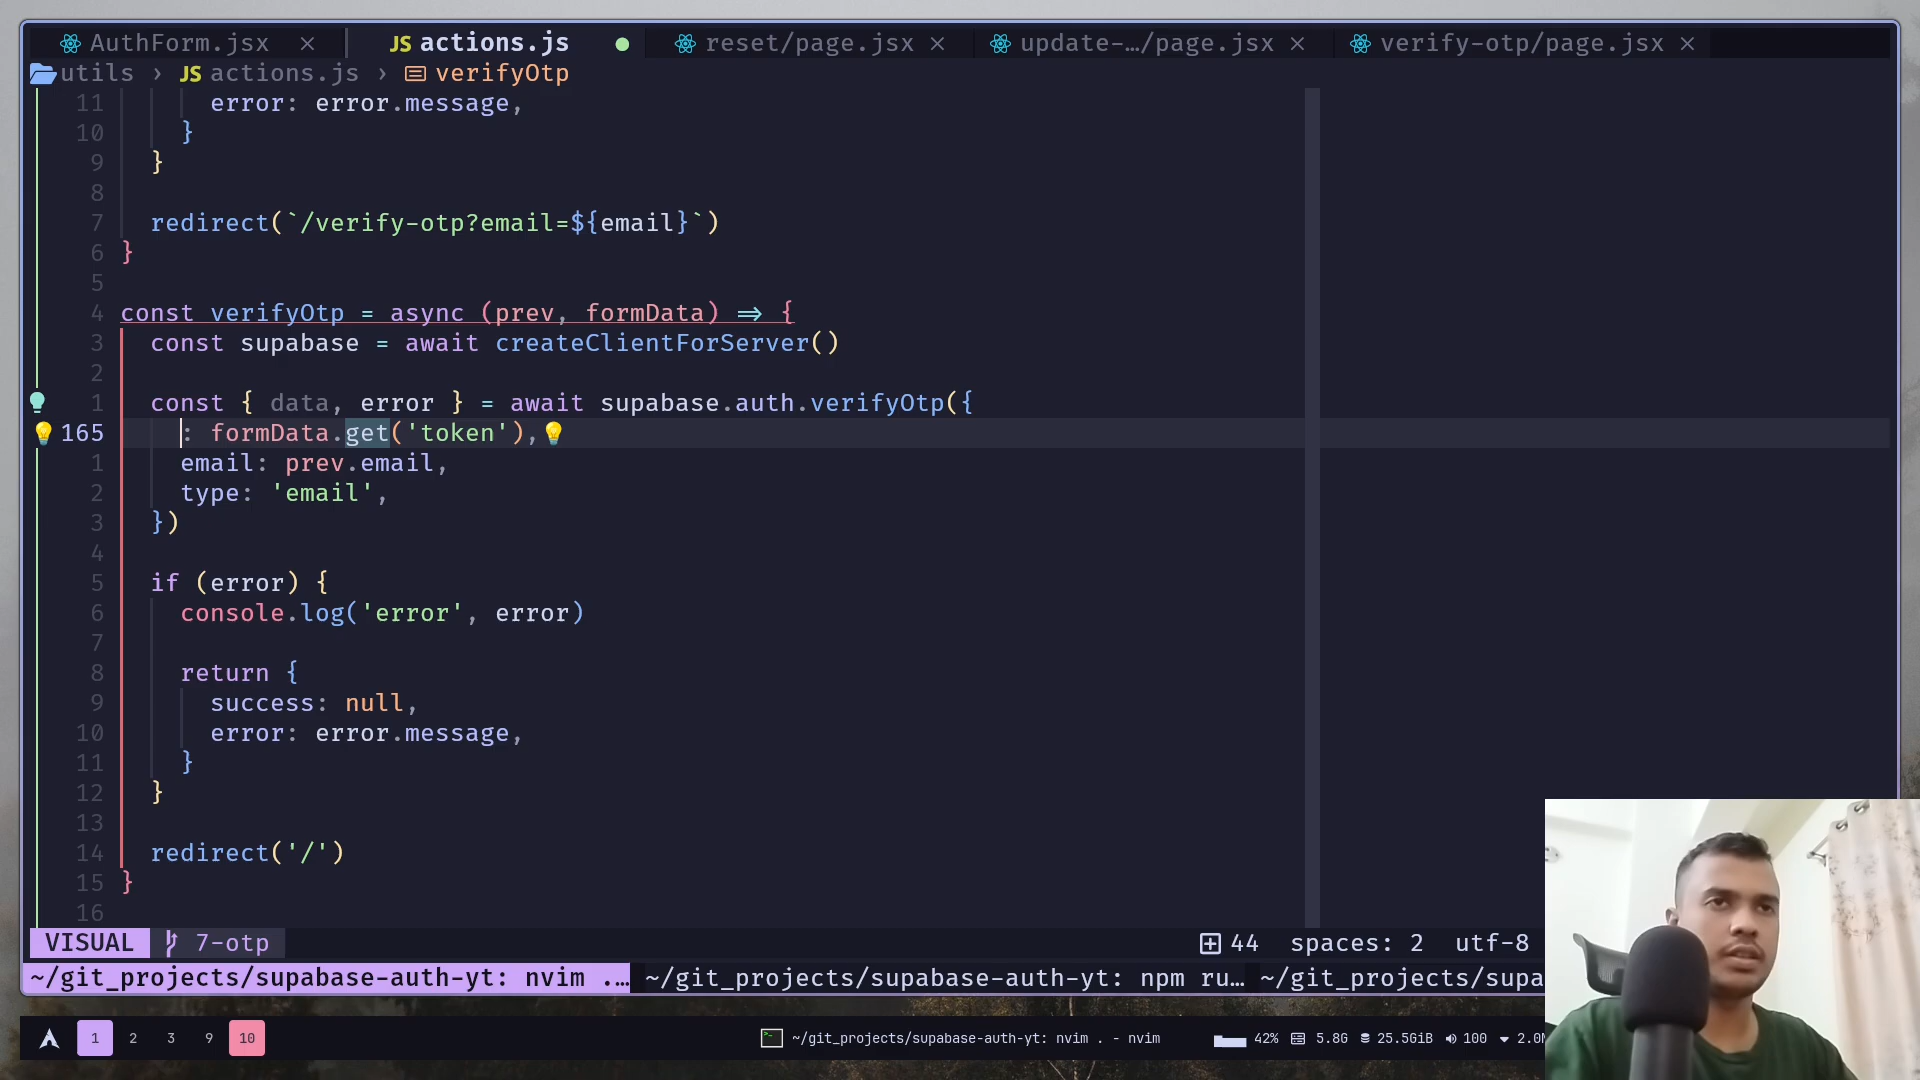 AuthForm.jsx × JS actions.js ● reset/page.jsx × update-…/page.jsx × verify-otp/page.jsx ×
utils › JS actions.js › verifyOtp
11 error: error.message,
10 }
9 }
8
7 redirect(`/verify-otp?email=${email}`)
6 }
5
4 const verifyOtp = async (prev, formData) => {
3 const supabase = await createClientForServer()
2
1 const { data, error } = await supabase.auth.verifyOtp({
165 : formData.get('token'),
1 email: prev.email,
2 type: 'email',
3 })
4
5 if (error) {
6 console.log('error', error)
7
8 return {
9 success: null,
10 error: error.message,
11 }
12 }
13
14 redirect('/')
15 }
16
VISUAL 7-otp 44 spaces: 2 utf-8
~/git_projects/supabase-auth-yt: nvim .… ~/git_projects/supabase-auth-yt: npm ru… ~/git_projects/supa
1 2 3 9 10 ~/git_projects/supabase-auth-yt: nvim . - nvim 42% 5.8G 25.5GiB 100 2.0